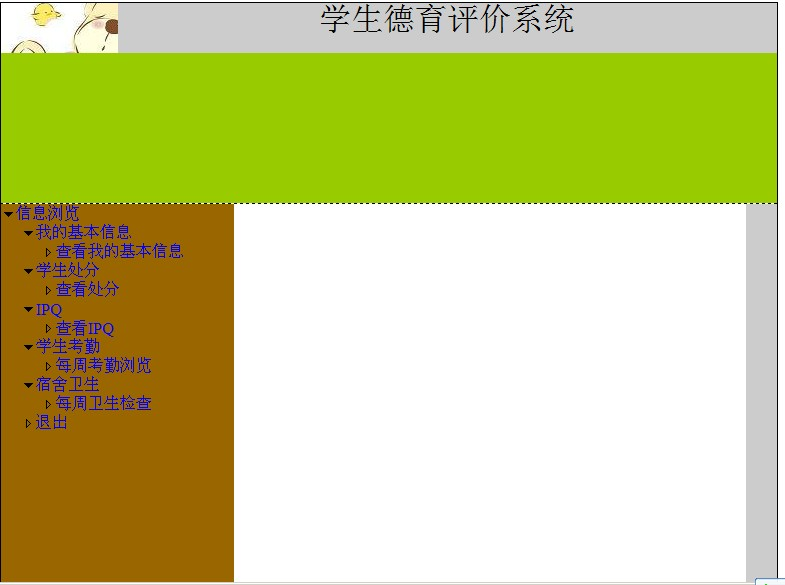 学生德育评价系统
信息浏览
我的基本信息
查看我的基本信息
学生处分
查看处分
IPQ
查看IPQ
学生考勤
每周考勤浏览
宿舍卫生
每周卫生检查
退出